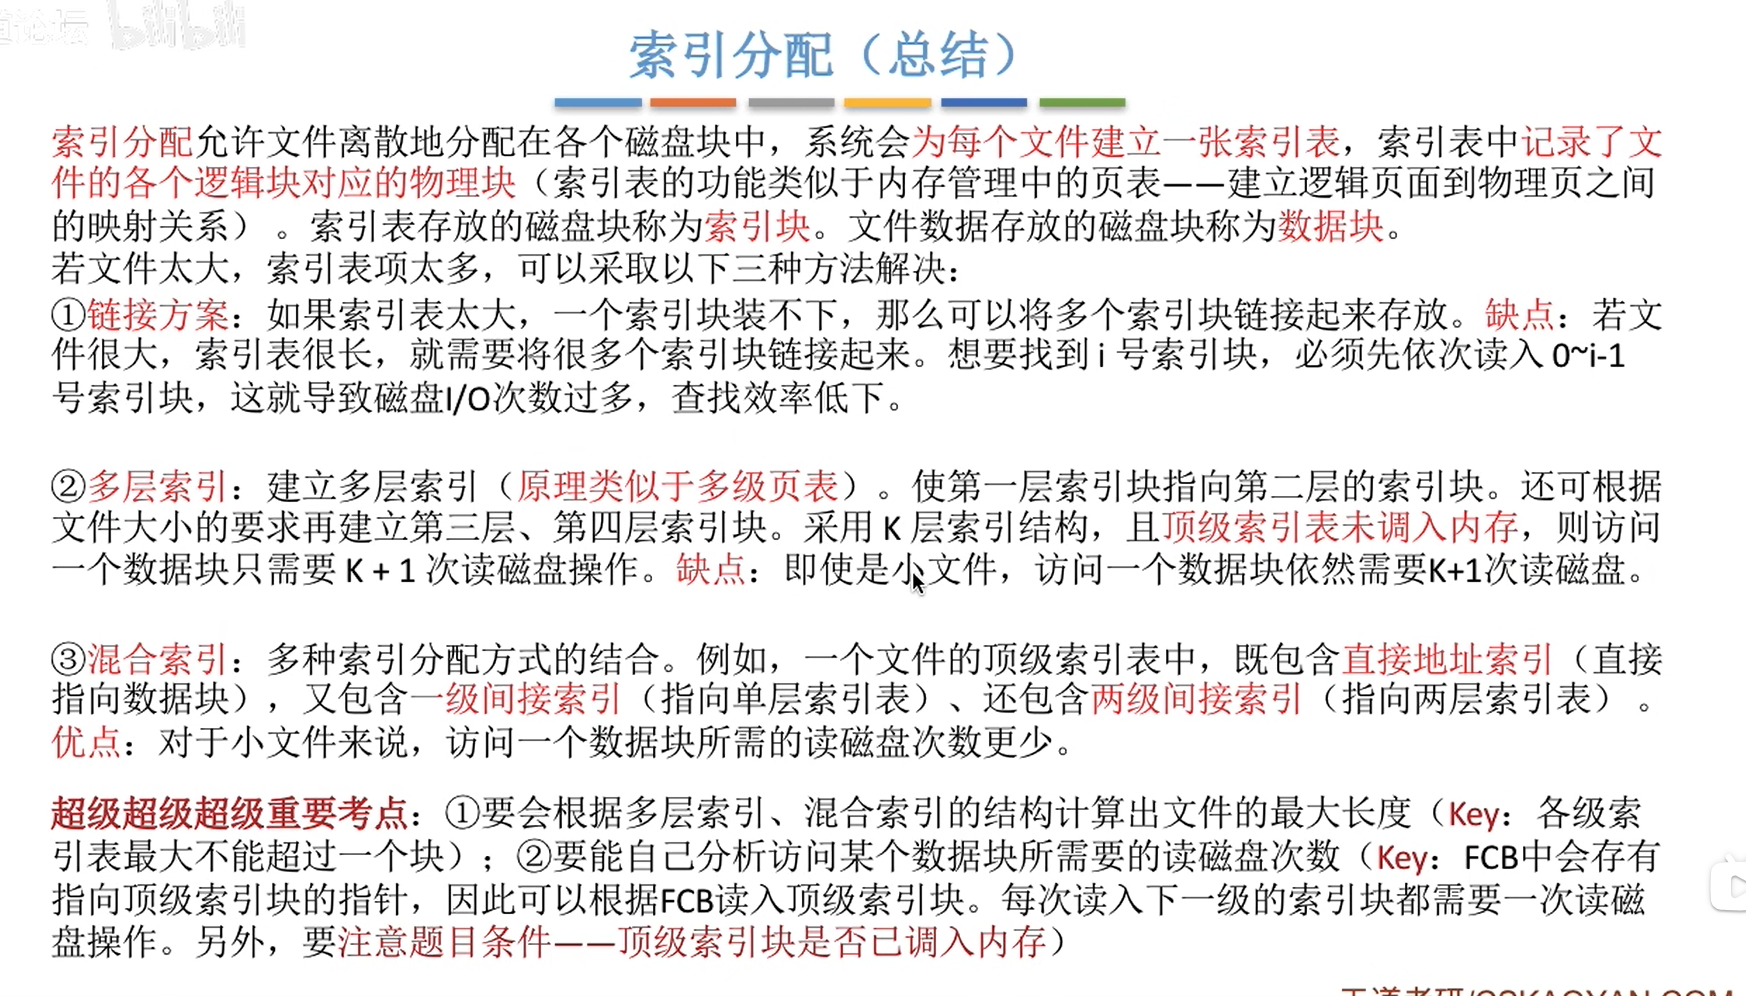 bilibili
索引分配（总结）
索引分配允许文件离散地分配在各个磁盘块中，系统会为每个文件建立一张索引表，索引表中记录了文
件的各个逻辑块对应的物理块（索引表的功能类似于内存管理中的页表——建立逻辑页面到物理页之间
的映射关系）。索引表存放的磁盘块称为索引块。文件数据存放的磁盘块称为数据块。
若文件太大，索引表项太多，可以采取以下三种方法解决：
①链接方案：如果索引表太大，一个索引块装不下，那么可以将多个索引块链接起来存放。缺点：若文
件很大，索引表很长，就需要将很多个索引块链接起来。想要找到 i 号索引块，必须先依次读入 0~i-1
号索引块，这就导致磁盘I/O次数过多，查找效率低下。
②多层索引：建立多层索引（原理类似于多级页表）。使第一层索引块指向第二层的索引块。还可根据
文件大小的要求再建立第三层、第四层索引块。采用 K 层索引结构，且顶级索引表未调入内存，则访问
一个数据块只需要 K + 1 次读磁盘操作。缺点：即使是小文件，访问一个数据块依然需要K+1次读磁盘。
③混合索引：多种索引分配方式的结合。例如，一个文件的顶级索引表中，既包含直接地址索引（直接
指向数据块），又包含一级间接索引（指向单层索引表）、还包含两级间接索引（指向两层索引表）。
优点：对于小文件来说，访问一个数据块所需的读磁盘次数更少。
超级超级超级重要考点：①要会根据多层索引、混合索引的结构计算出文件的最大长度（Key：各级索
引表最大不能超过一个块）；②要能自己分析访问某个数据块所需要的读磁盘次数（Key：FCB中会存有
指向顶级索引块的指针，因此可以根据FCB读入顶级索引块。每次读入下一级的索引块都需要一次读磁
盘操作。另外，要注意题目条件——顶级索引块是否已调入内存）